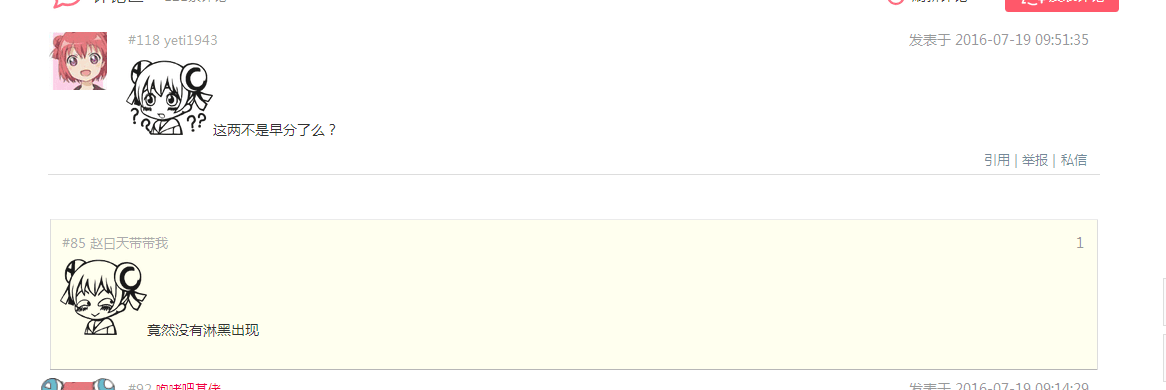 #118 yeti1943
发表于 2016-07-19 09:51:35
??
??
这两不是早分了么？
引用 | 举报 | 私信
#85 赵日天带带我
1
竟然没有淋黑出现
#92
发表于 2016-07-19 09:14:29